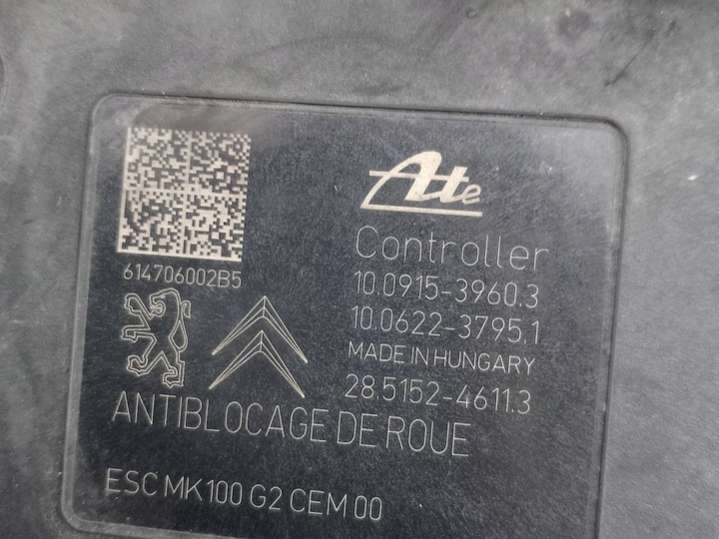 Ate
Controller
614706002B5
10.0915-3960.3
10.0622-3795.1
MADE IN HUNGARY
28.5152-4611.3
ANTIBLOCAGE DE ROUE
ESC MK100 G2 CEM 00